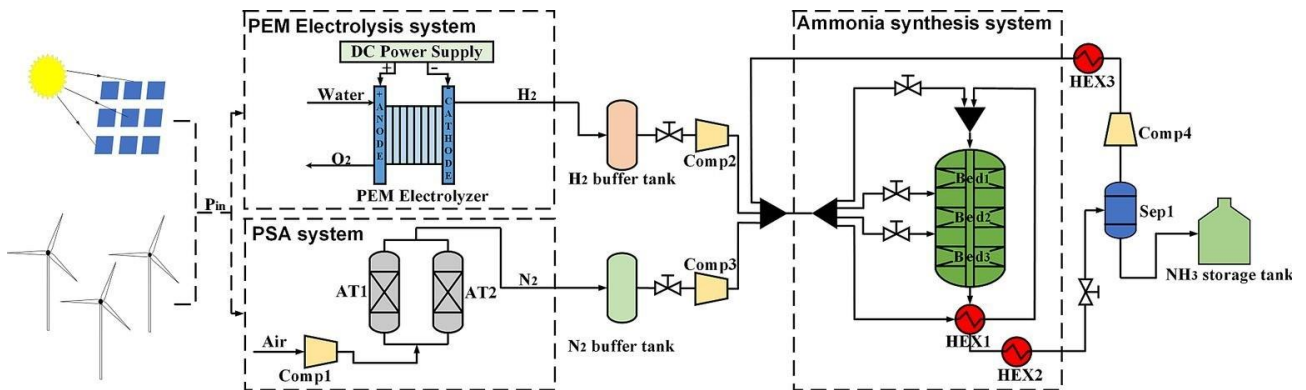 PEM Electrolysis system
DC Power Supply
+ −
Water
H2
O2
+ANODE
-CATHODE
PEM Electrolyzer
Pin
PSA system
AT1
AT2
N2
Air
Comp1
H2 buffer tank
Comp2
N2 buffer tank
Comp3
Ammonia synthesis system
Bed1
Bed2
Bed3
HEX1
HEX2
HEX3
Comp4
Sep1
NH3 storage tank